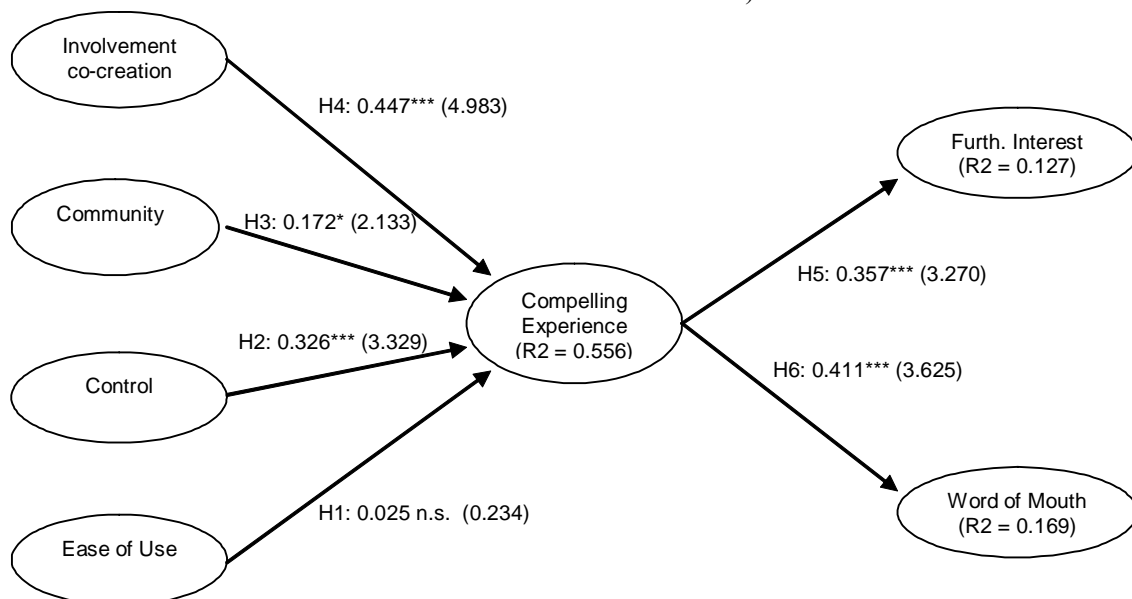 )
Involvement
co-creation
H4: 0.447*** (4.983)
Furth. Interest
(R2 = 0.127)
Community
H3: 0.172* (2.133)
H5: 0.357*** (3.270)
Compelling
Experience
(R2 = 0.556)
H2: 0.326*** (3.329)
Control
H6: 0.411*** (3.625)
Word of Mouth
(R2 = 0.169)
H1: 0.025 n.s. (0.234)
Ease of Use